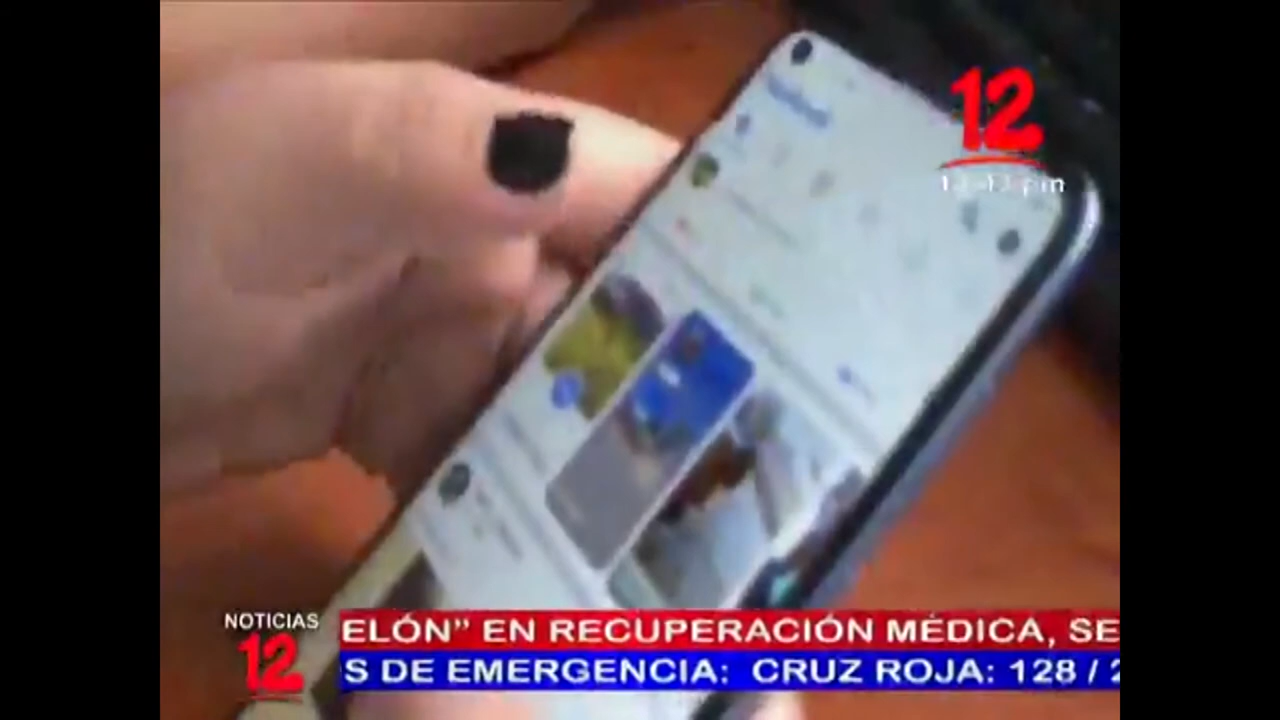 12
NOTICIAS
12
ELÓN” EN RECUPERACIÓN MÉDICA, SE
S DE EMERGENCIA: CRUZ ROJA: 128 / 2